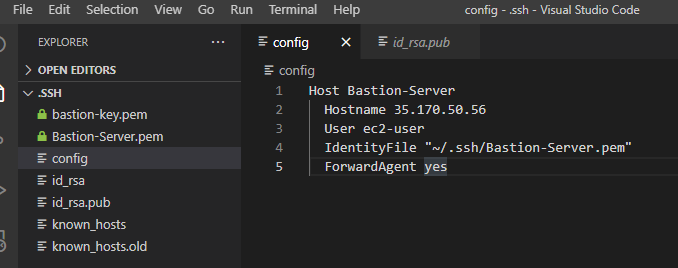 File Edit Selection View Go Run Terminal Help config - .ssh - Visual Studio Code
EXPLORER
OPEN EDITORS
.SSH
bastion-key.pem
Bastion-Server.pem
config
id_rsa
id_rsa.pub
known_hosts
known_hosts.old
config id_rsa.pub
config
1 Host Bastion-Server
2 Hostname 35.170.50.56
3 User ec2-user
4 IdentityFile "~/.ssh/Bastion-Server.pem"
5 ForwardAgent yes